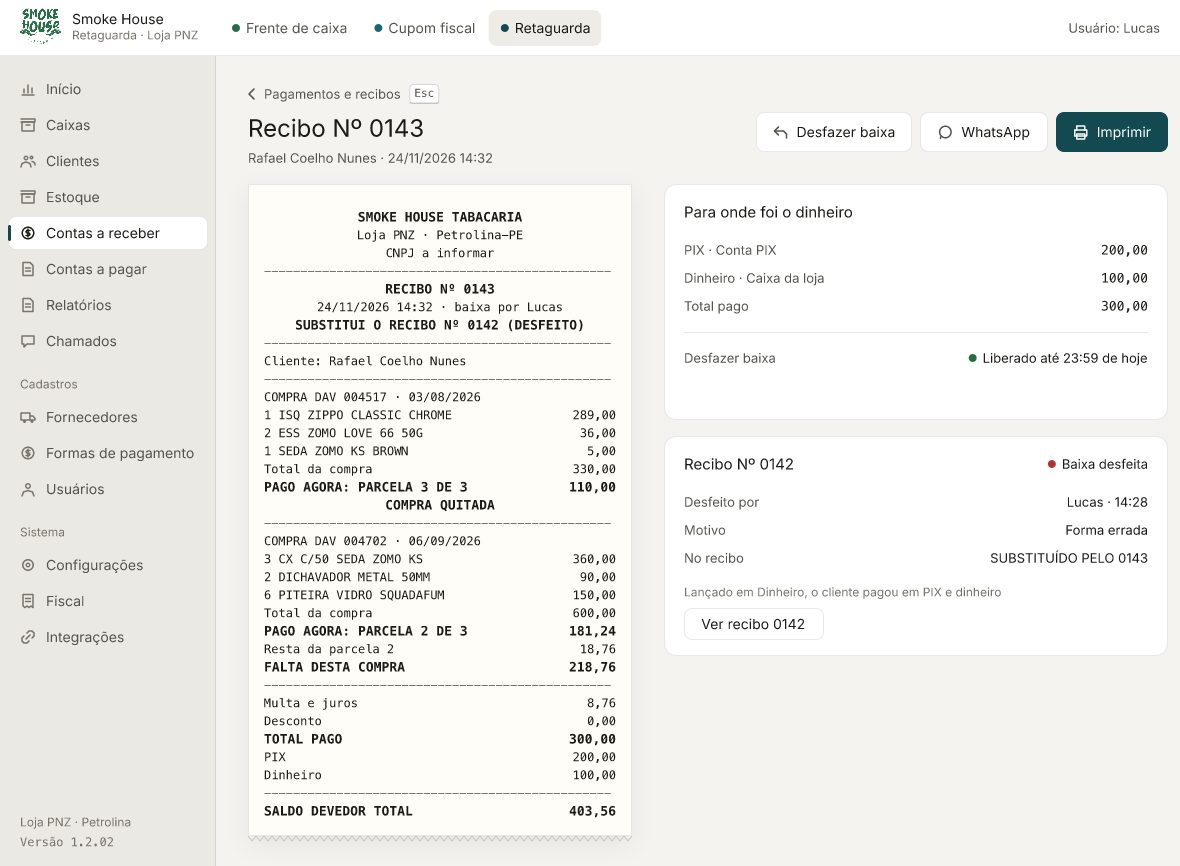 SMOKE HOUSE
Smoke House
Retaguarda · Loja PNZ
Frente de caixa
Cupom fiscal
Retaguarda
Usuário: Lucas
Início
Caixas
Clientes
Estoque
Contas a receber
Contas a pagar
Relatórios
Chamados
Cadastros
Fornecedores
Formas de pagamento
Usuários
Sistema
Configurações
Fiscal
Integrações
Loja PNZ · Petrolina
Versão 1.2.02
Pagamentos e recibos Esc
Recibo Nº 0143
Rafael Coelho Nunes · 24/11/2026 14:32
Desfazer baixa
WhatsApp
Imprimir
SMOKE HOUSE TABACARIA
Loja PNZ · Petrolina–PE
CNPJ a informar
RECIBO Nº 0143
24/11/2026 14:32 · baixa por Lucas
SUBSTITUI O RECIBO Nº 0142 (DESFEITO)
Cliente: Rafael Coelho Nunes
COMPRA DAV 004517 · 03/08/2026
1 ISQ ZIPPO CLASSIC CHROME 289,00
2 ESS ZOMO LOVE 66 50G 36,00
1 SEDA ZOMO KS BROWN 5,00
Total da compra 330,00
PAGO AGORA: PARCELA 3 DE 3 110,00
COMPRA QUITADA
COMPRA DAV 004702 · 06/09/2026
3 CX C/50 SEDA ZOMO KS 360,00
2 DICHAVADOR METAL 50MM 90,00
6 PITEIRA VIDRO SQUADAFUM 150,00
Total da compra 600,00
PAGO AGORA: PARCELA 2 DE 3 181,24
Resta da parcela 2 18,76
FALTA DESTA COMPRA 218,76
Multa e juros 8,76
Desconto 0,00
TOTAL PAGO 300,00
PIX 200,00
Dinheiro 100,00
SALDO DEVEDOR TOTAL 403,56
Para onde foi o dinheiro
PIX · Conta PIX 200,00
Dinheiro · Caixa da loja 100,00
Total pago 300,00
Desfazer baixa Liberado até 23:59 de hoje
Recibo Nº 0142 Baixa desfeita
Desfeito por Lucas · 14:28
Motivo Forma errada
No recibo SUBSTITUÍDO PELO 0143
Lançado em Dinheiro, o cliente pagou em PIX e dinheiro
Ver recibo 0142